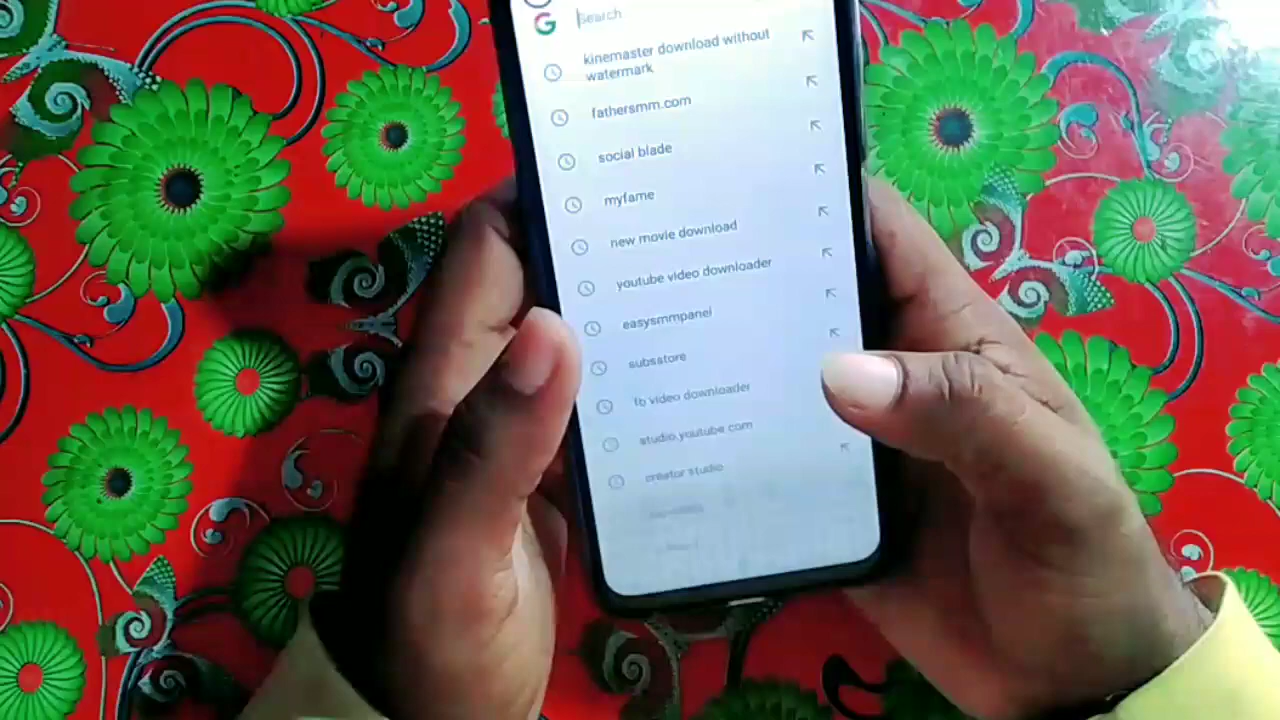 Search
kinemaster download without
watermark
fathersmm.com
social blade
myfame
new movie download
youtube video downloader
easysmmpanel
subsstore
fb video downloader
studio.youtube.com
creator studio